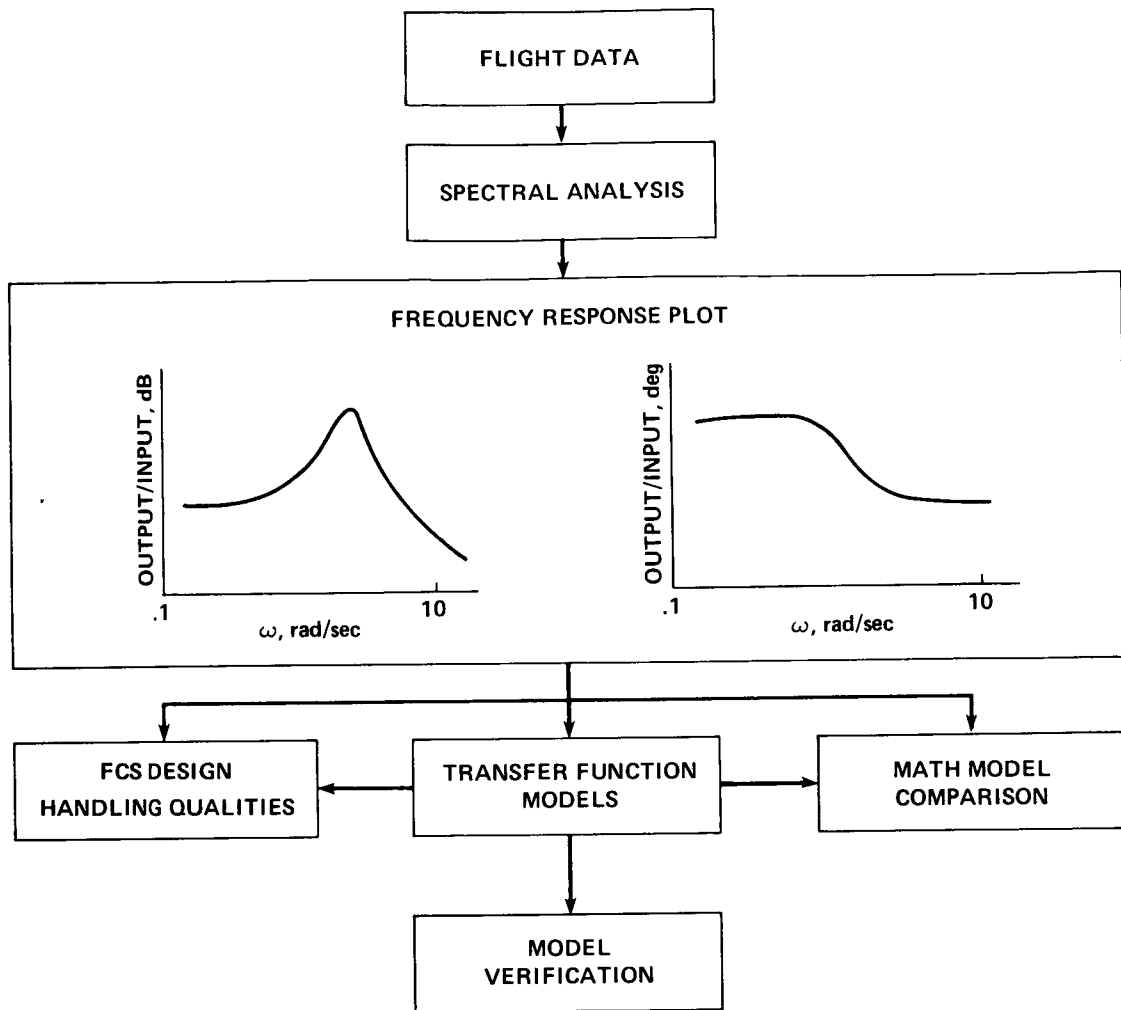 FLIGHT DATA
SPECTRAL ANALYSIS
FREQUENCY RESPONSE PLOT
OUTPUT/INPUT, dB
.1
10
ω, rad/sec
OUTPUT/INPUT, deg
.1
10
ω, rad/sec
FCS DESIGN
HANDLING QUALITIES
TRANSFER FUNCTION
MODELS
MATH MODEL
COMPARISON
MODEL
VERIFICATION